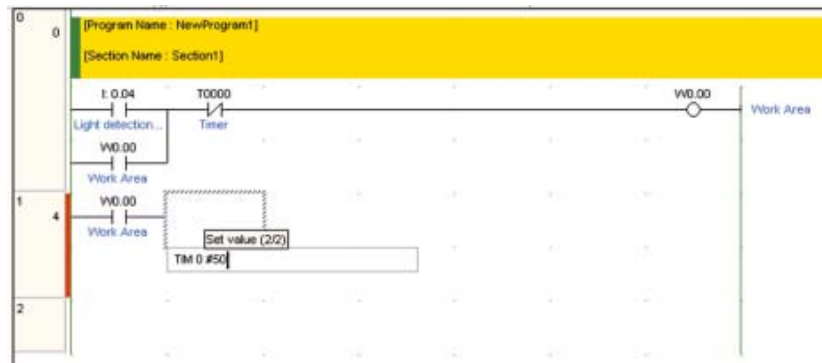 0
0
[Program Name : NewProgram1]
[Section Name : Section1]
I: 0.04 T0000 W0.00
Work Area
Light detection... Timer
W0.00
Work Area
1
4
W0.00
Work Area
Set value (2/2)
TIM 0 #50
2